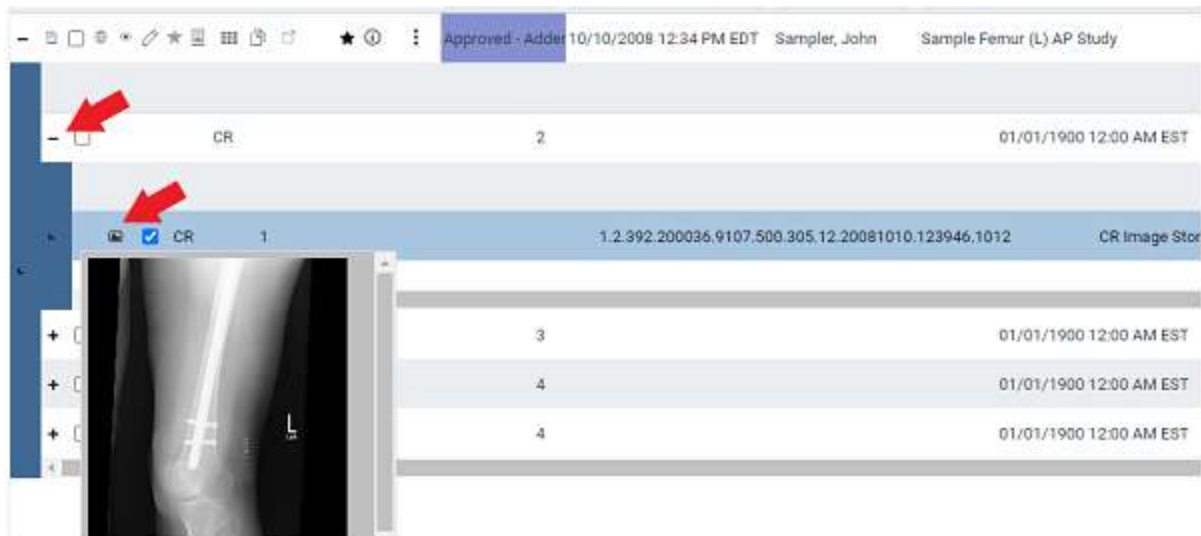 Approved - Adder 10/10/2008 12:34 PM EDT Sampler, John Sample Femur (L) AP Study
CR 2 01/01/1900 12:00 AM EST
CR 1 1.2.392.200036.9107.500.305.12.20081010.123946.1012 CR Image Stor
3 01/01/1900 12:00 AM EST
4 01/01/1900 12:00 AM EST
4 01/01/1900 12:00 AM EST
L